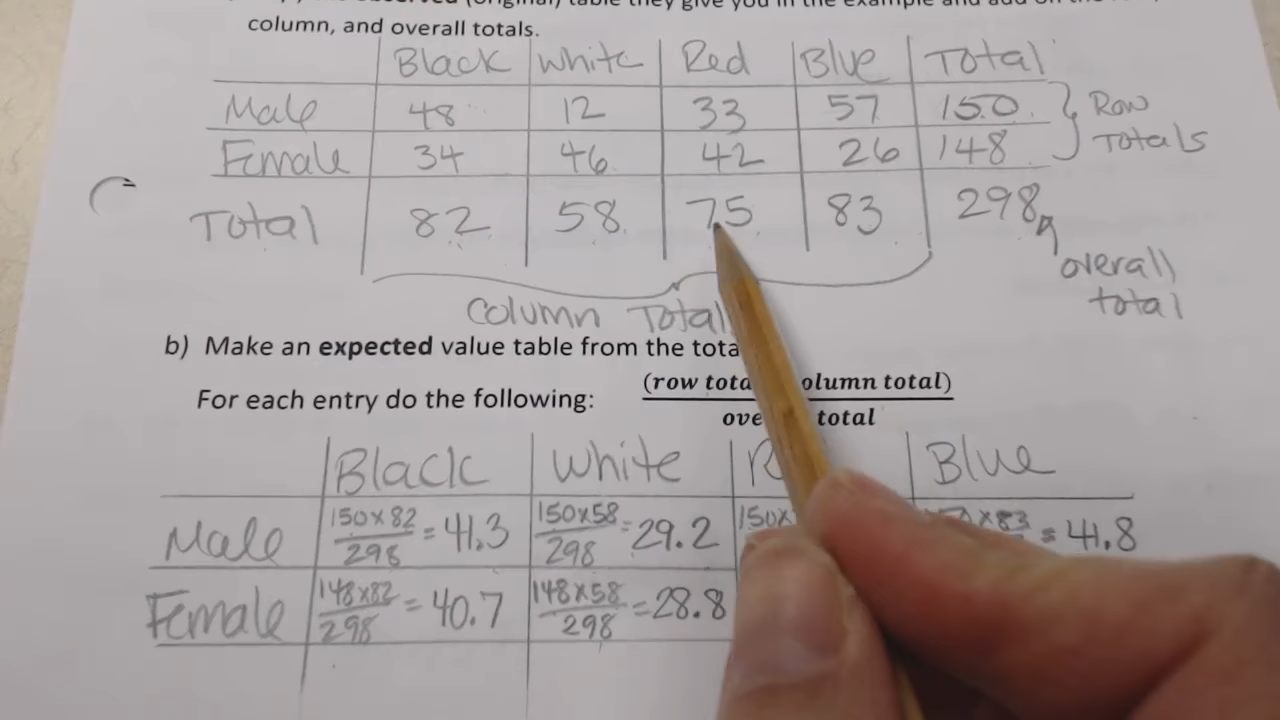 column, and overall totals.
Black White Red Blue Total
Male 48 12 33 57 150 Row
Female 34 46 42 26 148 Totals
Total 82 58 75 83 298
overall
total
Column Total
b) Make an expected value table from the
For each entry do the following: (row column total)
total
Black White Blue
Male 150×82/298 = 41.3 150×58/298 = 29.2 = 41.8
Female 148×82/298 = 40.7 148×58/298 = 28.8